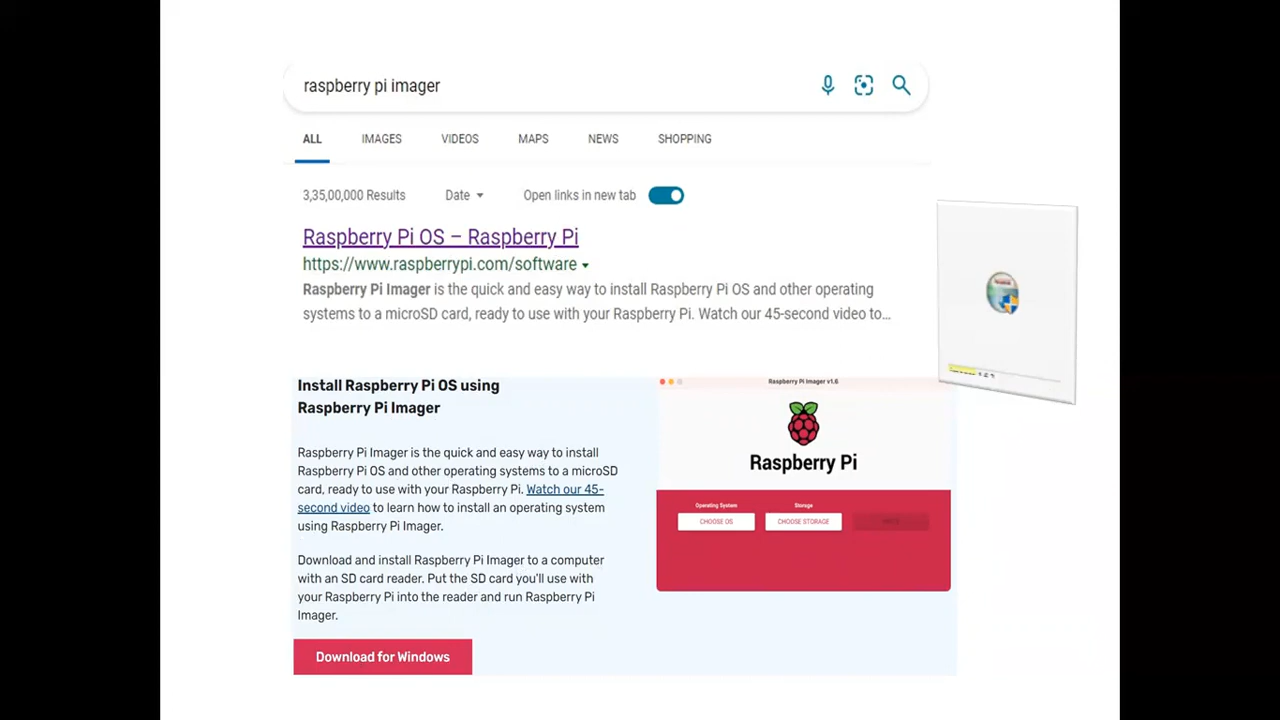 raspberry pi imager
ALL IMAGES VIDEOS MAPS NEWS SHOPPING
3,35,00,000 Results Date Open links in new tab
Raspberry Pi OS – Raspberry Pi
https://www.raspberrypi.com/software
Raspberry Pi Imager is the quick and easy way to install Raspberry Pi OS and other operating
systems to a microSD card, ready to use with your Raspberry Pi. Watch our 45-second video to…
Install Raspberry Pi OS using
Raspberry Pi Imager
Raspberry Pi Imager is the quick and easy way to install
Raspberry Pi OS and other operating systems to a microSD
card, ready to use with your Raspberry Pi. Watch our 45-
second video to learn how to install an operating system
using Raspberry Pi Imager.
Download and install Raspberry Pi Imager to a computer
with an SD card reader. Put the SD card you'll use with
your Raspberry Pi into the reader and run Raspberry Pi
Imager.
Download for Windows
Raspberry Pi Imager v1.6
Raspberry Pi
Operating System Storage
CHOOSE OS CHOOSE STORAGE